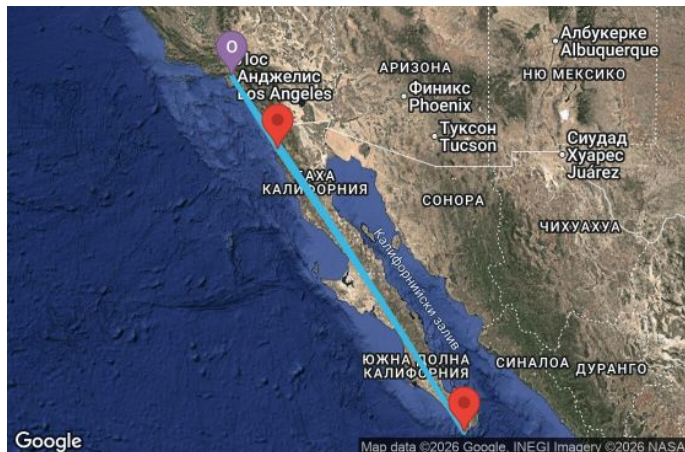 O
Лос
Анджелис
Los Angeles
АРИЗОНА
Финикс
Phoenix
Албукерке
Albuquerque
НЮ МЕКСИКО
Туксон
Tucson
Сиудад
Хуарес
Juárez
БАХА
КАЛИФОРНИЯ
СОНОРА
ЧИХУАХУА
Калифорнийски залив
ЮЖНА ДОЛНА
КАЛИФОРНИЯ
СИНАЛОА
ДУРАНГО
Google
Map data ©2026 Google, INEGI Imagery ©2026 NASA